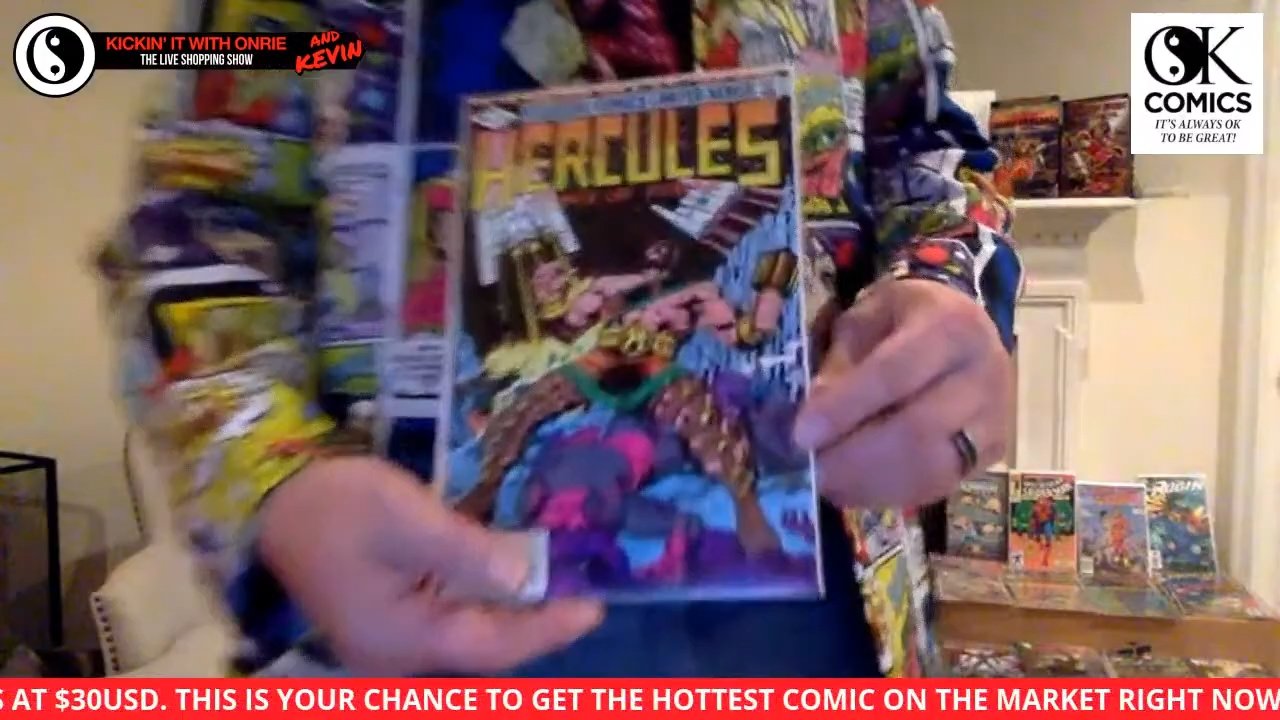 KICKIN' IT WITH ONRIE
THE LIVE SHOPPING SHOW
AND
KEVIN
OK
COMICS
IT'S ALWAYS OK
TO BE GREAT!
HERCULES
S AT $30USD. THIS IS YOUR CHANCE TO GET THE HOTTEST COMIC ON THE MARKET RIGHT NOW